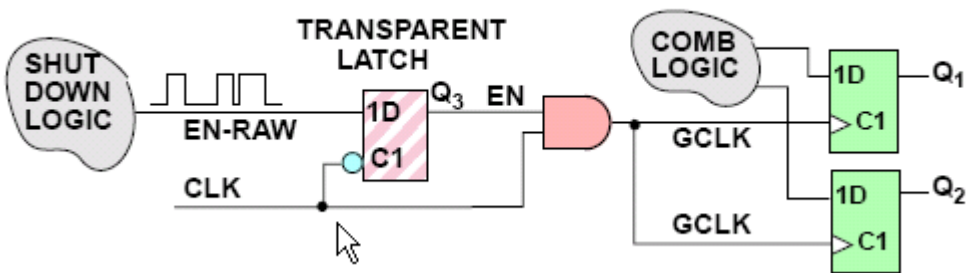 TRANSPARENT
LATCH
SHUT
DOWN
LOGIC
EN-RAW
1D
C1
Q3
EN
CLK
COMB
LOGIC
GCLK
GCLK
1D
C1
Q1
1D
C1
Q2